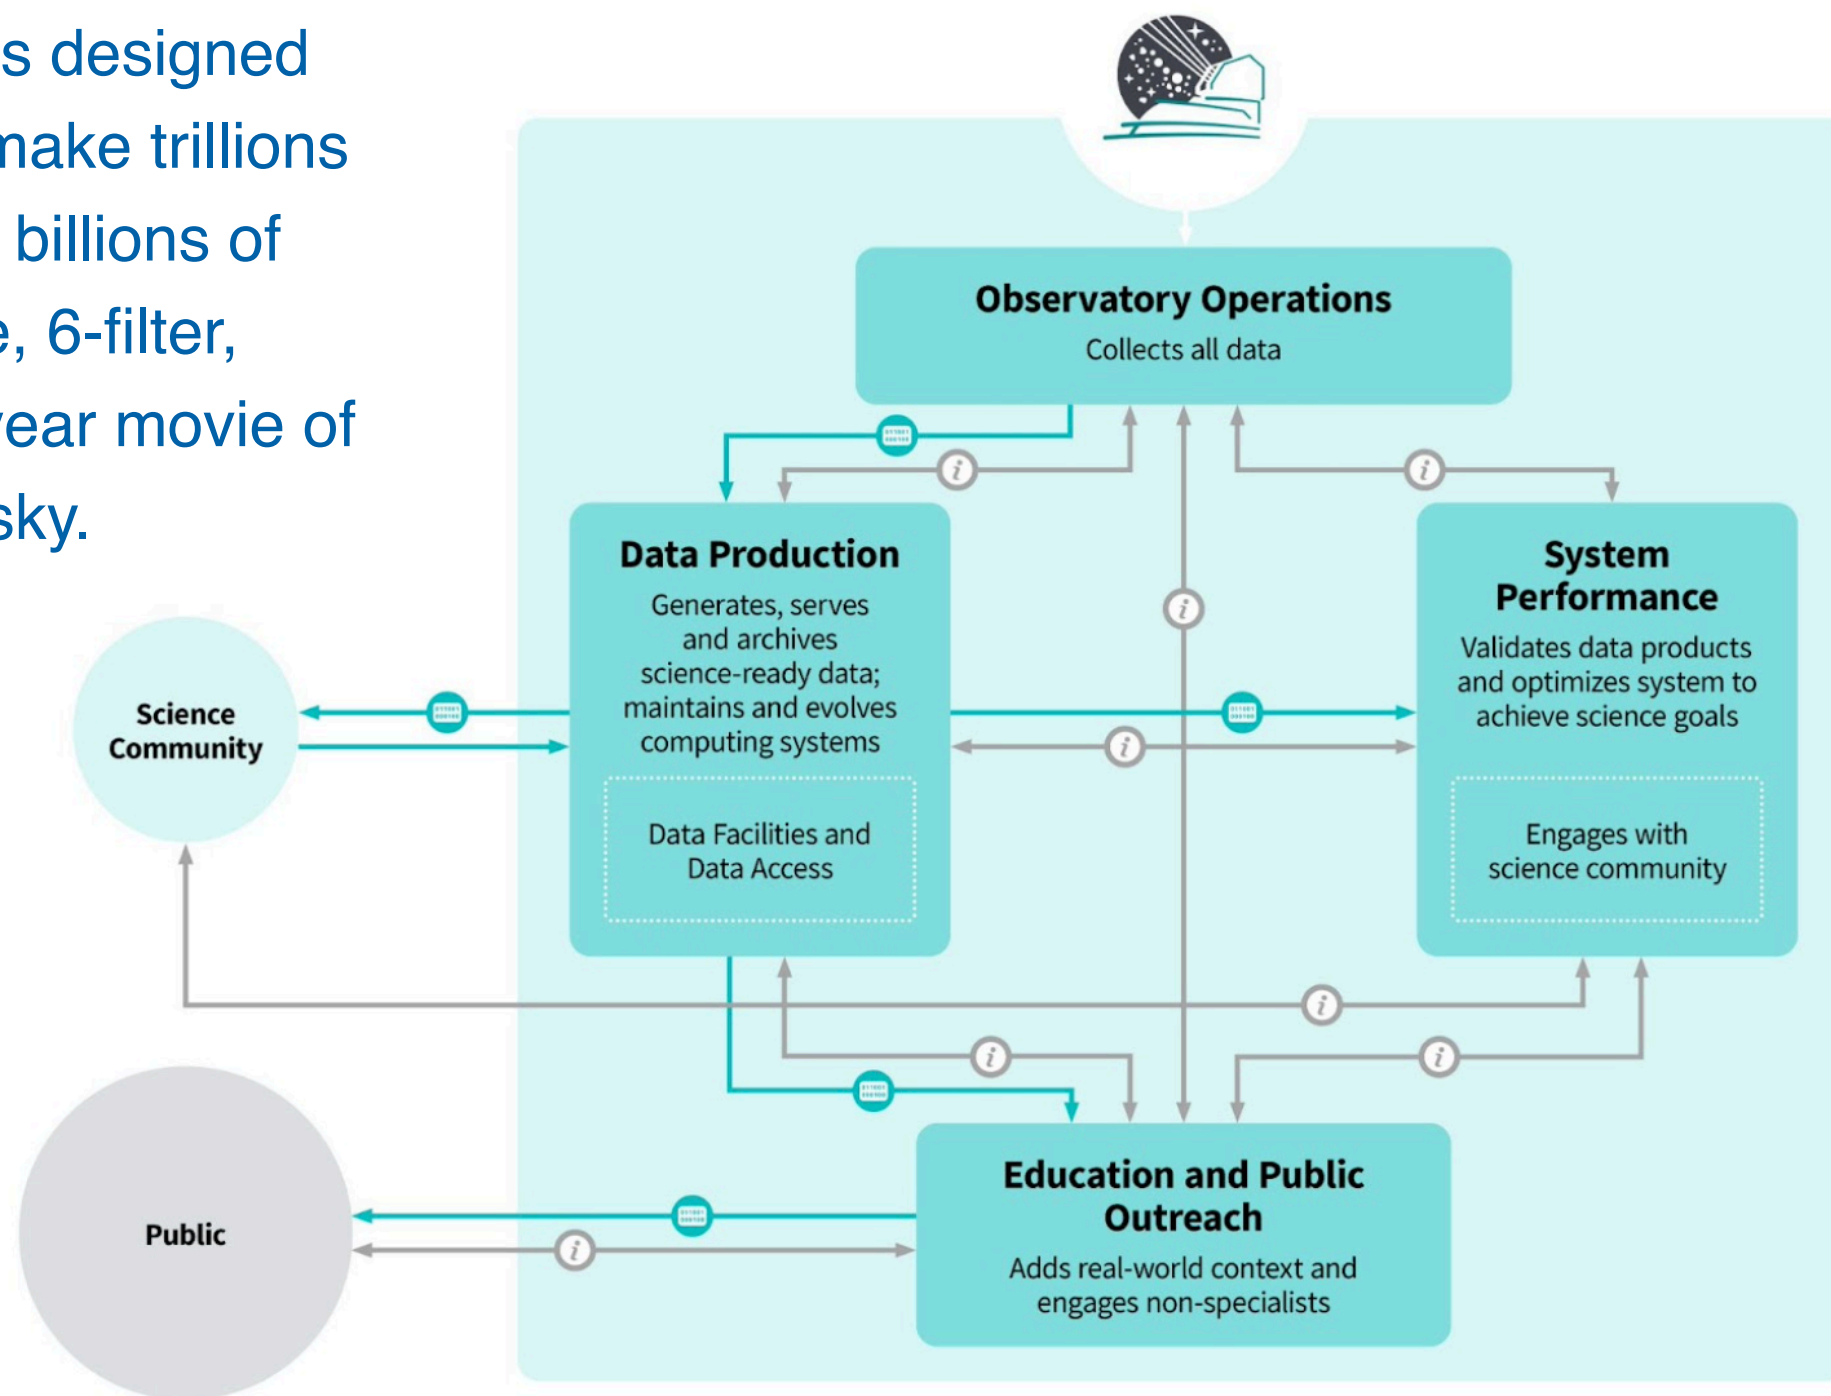 s designed
make trillions
billions of
e, 6-filter,
year movie of
sky.
Observatory Operations
Collects all data
i
i
Data Production
Generates, serves
and archives
science-ready data;
maintains and evolves
computing systems
Data Facilities and
Data Access
System
Performance
Validates data products
and optimizes system to
achieve science goals
Engages with
science community
i
i
Science
Community
i
i
i
Education and Public
Outreach
Adds real-world context and
engages non-specialists
Public
i